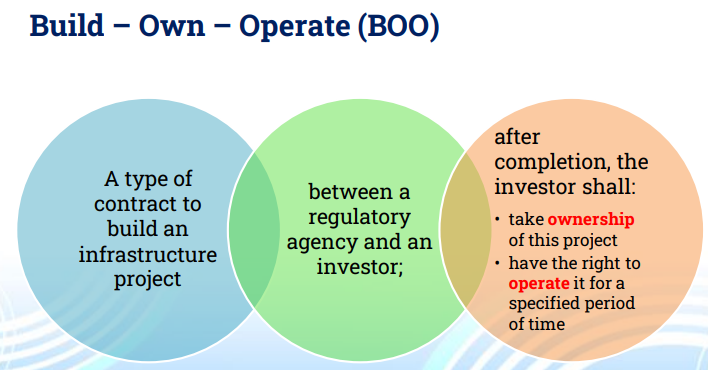 Build – Own – Operate (BOO)
A type of
contract to
build an
infrastructure
project
between a
regulatory
agency and an
investor;
after
completion, the
investor shall:
• take ownership
of this project
• have the right to
operate it for a
specified period
of time